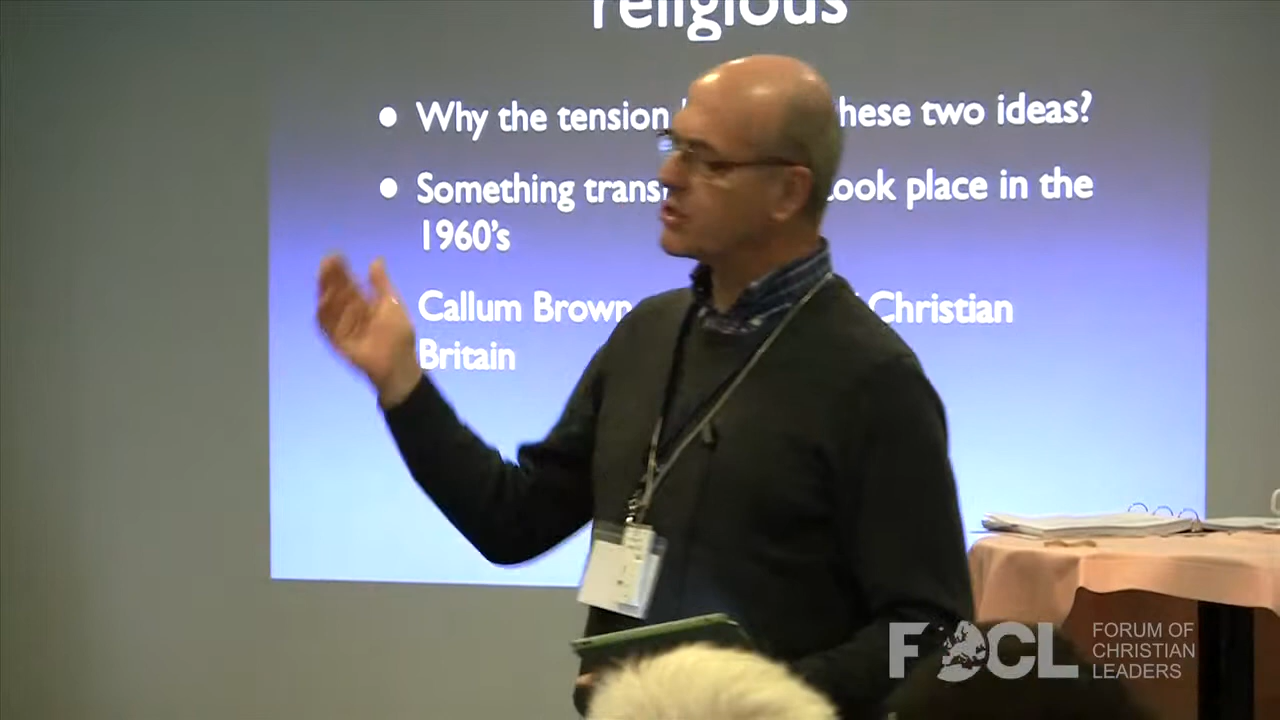 religious
• Why the tension hese two ideas?
• Something trans ook place in the
1960's
Callum Brown Christian
Britain
FOCL FORUM OF
CHRISTIAN
LEADERS